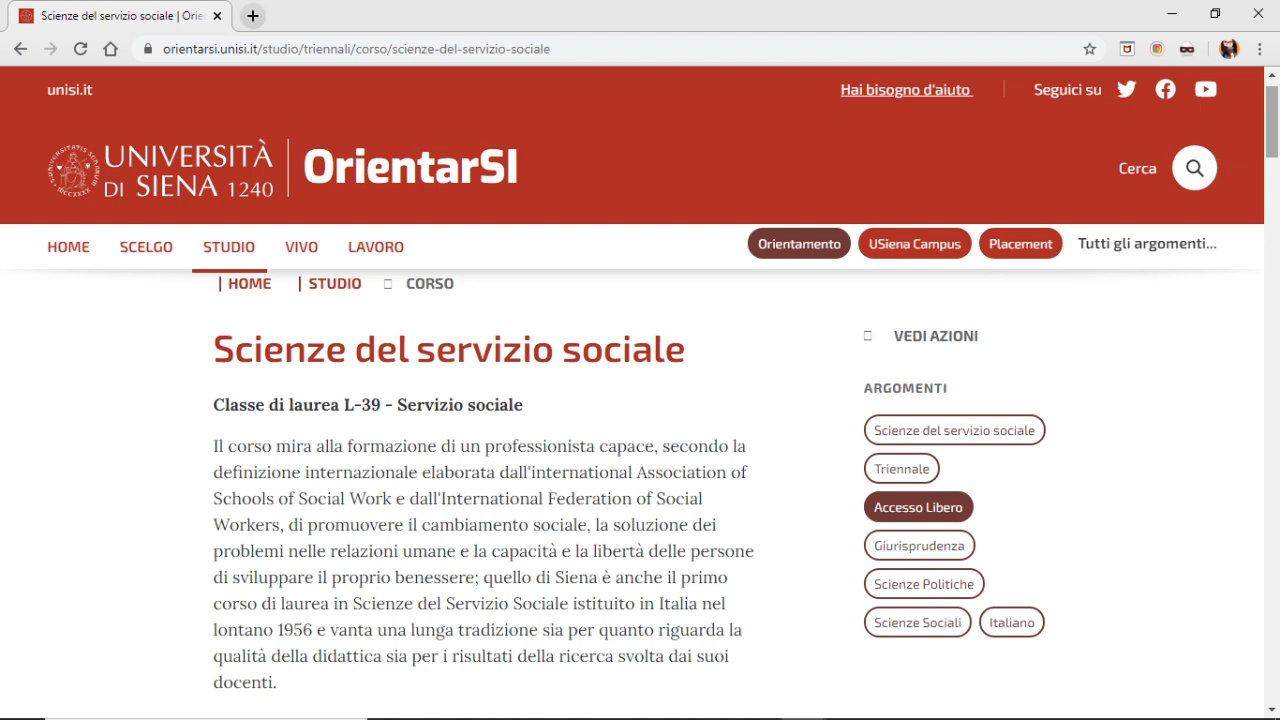 Scienze del servizio sociale | Orie
orientarsi.unisi.it/studio/triennali/corso/scienze-del-servizio-sociale
unisi.it
Hai bisogno d'aiuto
Seguici su
UNIVERSITÀ
DI SIENA 1240
OrientarSI
Cerca
HOME SCELGO STUDIO VIVO LAVORO
Orientamento USiena Campus Placement Tutti gli argomenti...
| HOME | STUDIO CORSO
Scienze del servizio sociale
Classe di laurea L-39 - Servizio sociale
Il corso mira alla formazione di un professionista capace, secondo la
definizione internazionale elaborata dall'international Association of
Schools of Social Work e dall'International Federation of Social
Workers, di promuovere il cambiamento sociale, la soluzione dei
problemi nelle relazioni umane e la capacità e la libertà delle persone
di sviluppare il proprio benessere; quello di Siena è anche il primo
corso di laurea in Scienze del Servizio Sociale istituito in Italia nel
lontano 1956 e vanta una lunga tradizione sia per quanto riguarda la
qualità della didattica sia per i risultati della ricerca svolta dai suoi
docenti.
VEDI AZIONI
ARGOMENTI
Scienze del servizio sociale
Triennale
Accesso Libero
Giurisprudenza
Scienze Politiche
Scienze Sociali Italiano